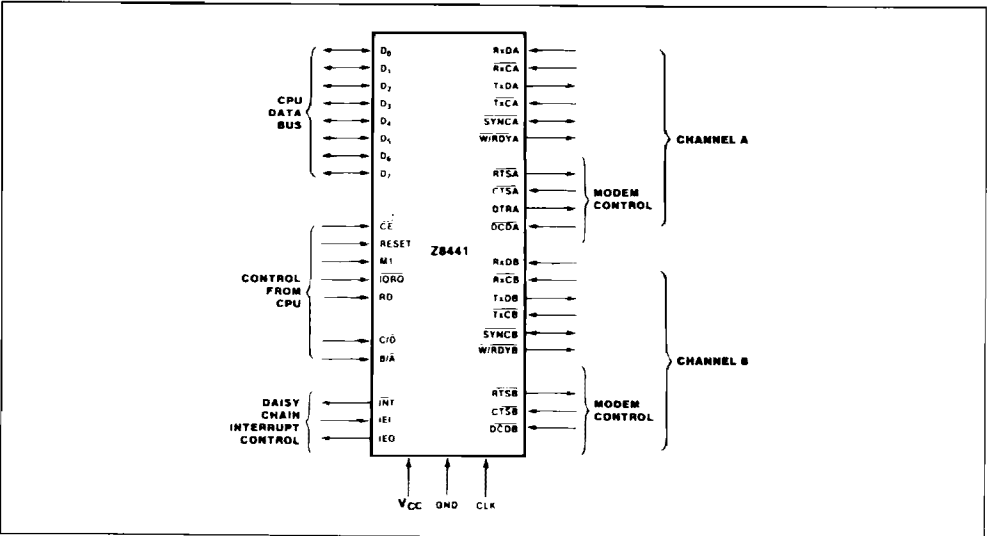 CPU
DATA
BUS
D0
D1
D2
D3
D4
D5
D6
D7
CONTROL
FROM
CPU
CE
RESET
M1
IORQ
RD
C/D
B/A
DAISY
CHAIN
INTERRUPT
CONTROL
INT
IEI
IEO
Z8441
RxDA
RxCA
TxDA
TxCA
SYNCA
W/RDYA
RTSA
CTSA
DTRA
DCDA
MODEM
CONTROL
CHANNEL A
RxDB
RxCB
TxDB
TxCB
SYNCB
W/RDYB
RTSB
CTSB
DCDB
MODEM
CONTROL
CHANNEL B
VCC GND CLK